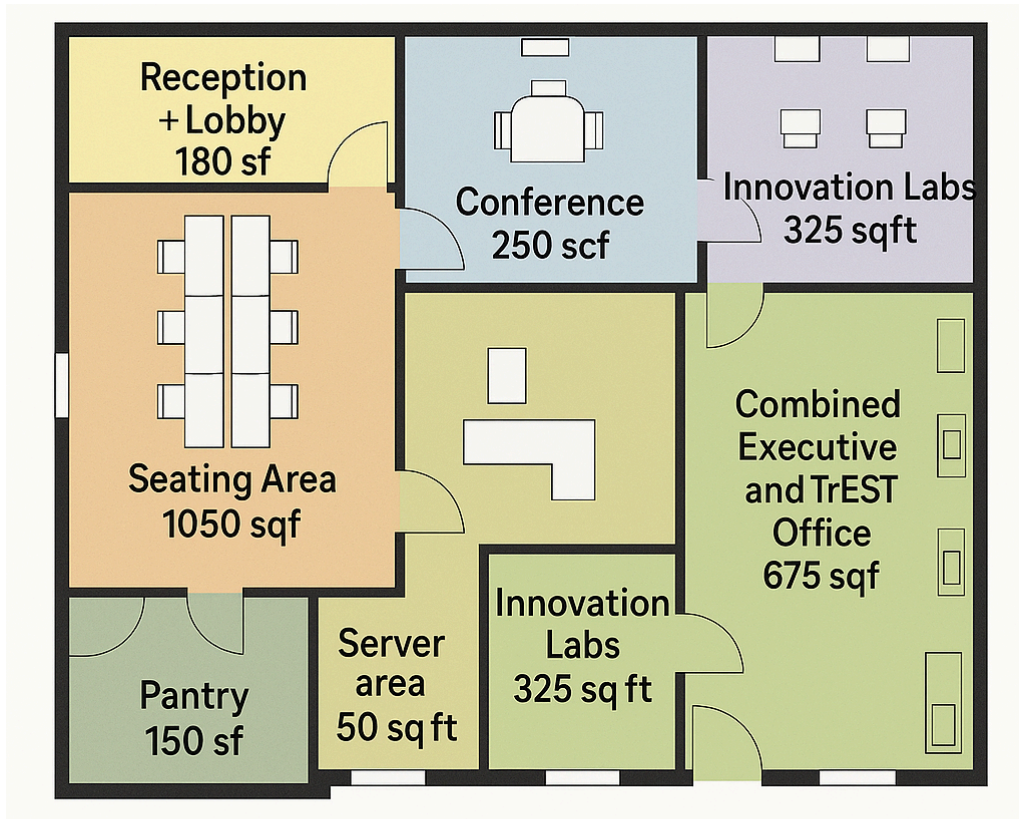 Reception
+ Lobby
180 sf
Conference
250 scf
Innovation Labs
325 sqft
Seating Area
1050 sqf
Combined
Executive
and TrEST
Office
675 sqf
Innovation
Labs
325 sq ft
Server
area
50 sq ft
Pantry
150 sf